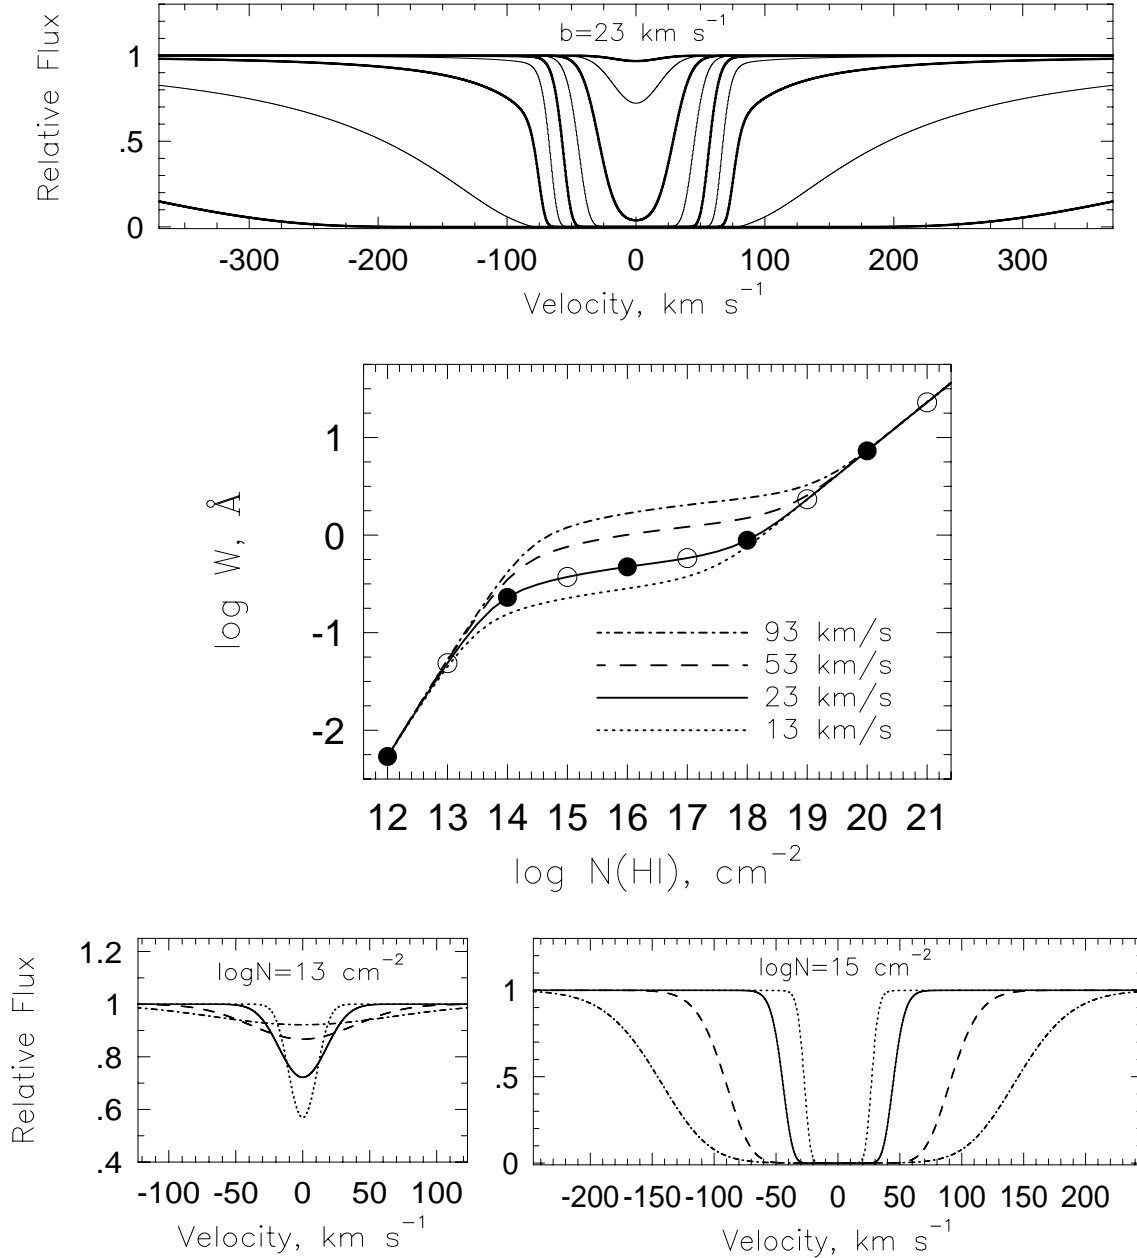 b=23 km s⁻¹
Relative Flux
1
.5
0
-300 -200 -100 0 100 200 300
Velocity, km s⁻¹
log W, Å
1
0
-1
-2
93 km/s
53 km/s
23 km/s
13 km/s
12 13 14 15 16 17 18 19 20 21
log N(HI), cm⁻²
Relative Flux
1.2
1
.8
.6
.4
logN=13 cm⁻²
-100 -50 0 50 100
Velocity, km s⁻¹
logN=15 cm⁻²
1
.5
0
-200 -150 -100 -50 0 50 100 150 200
Velocity, km s⁻¹